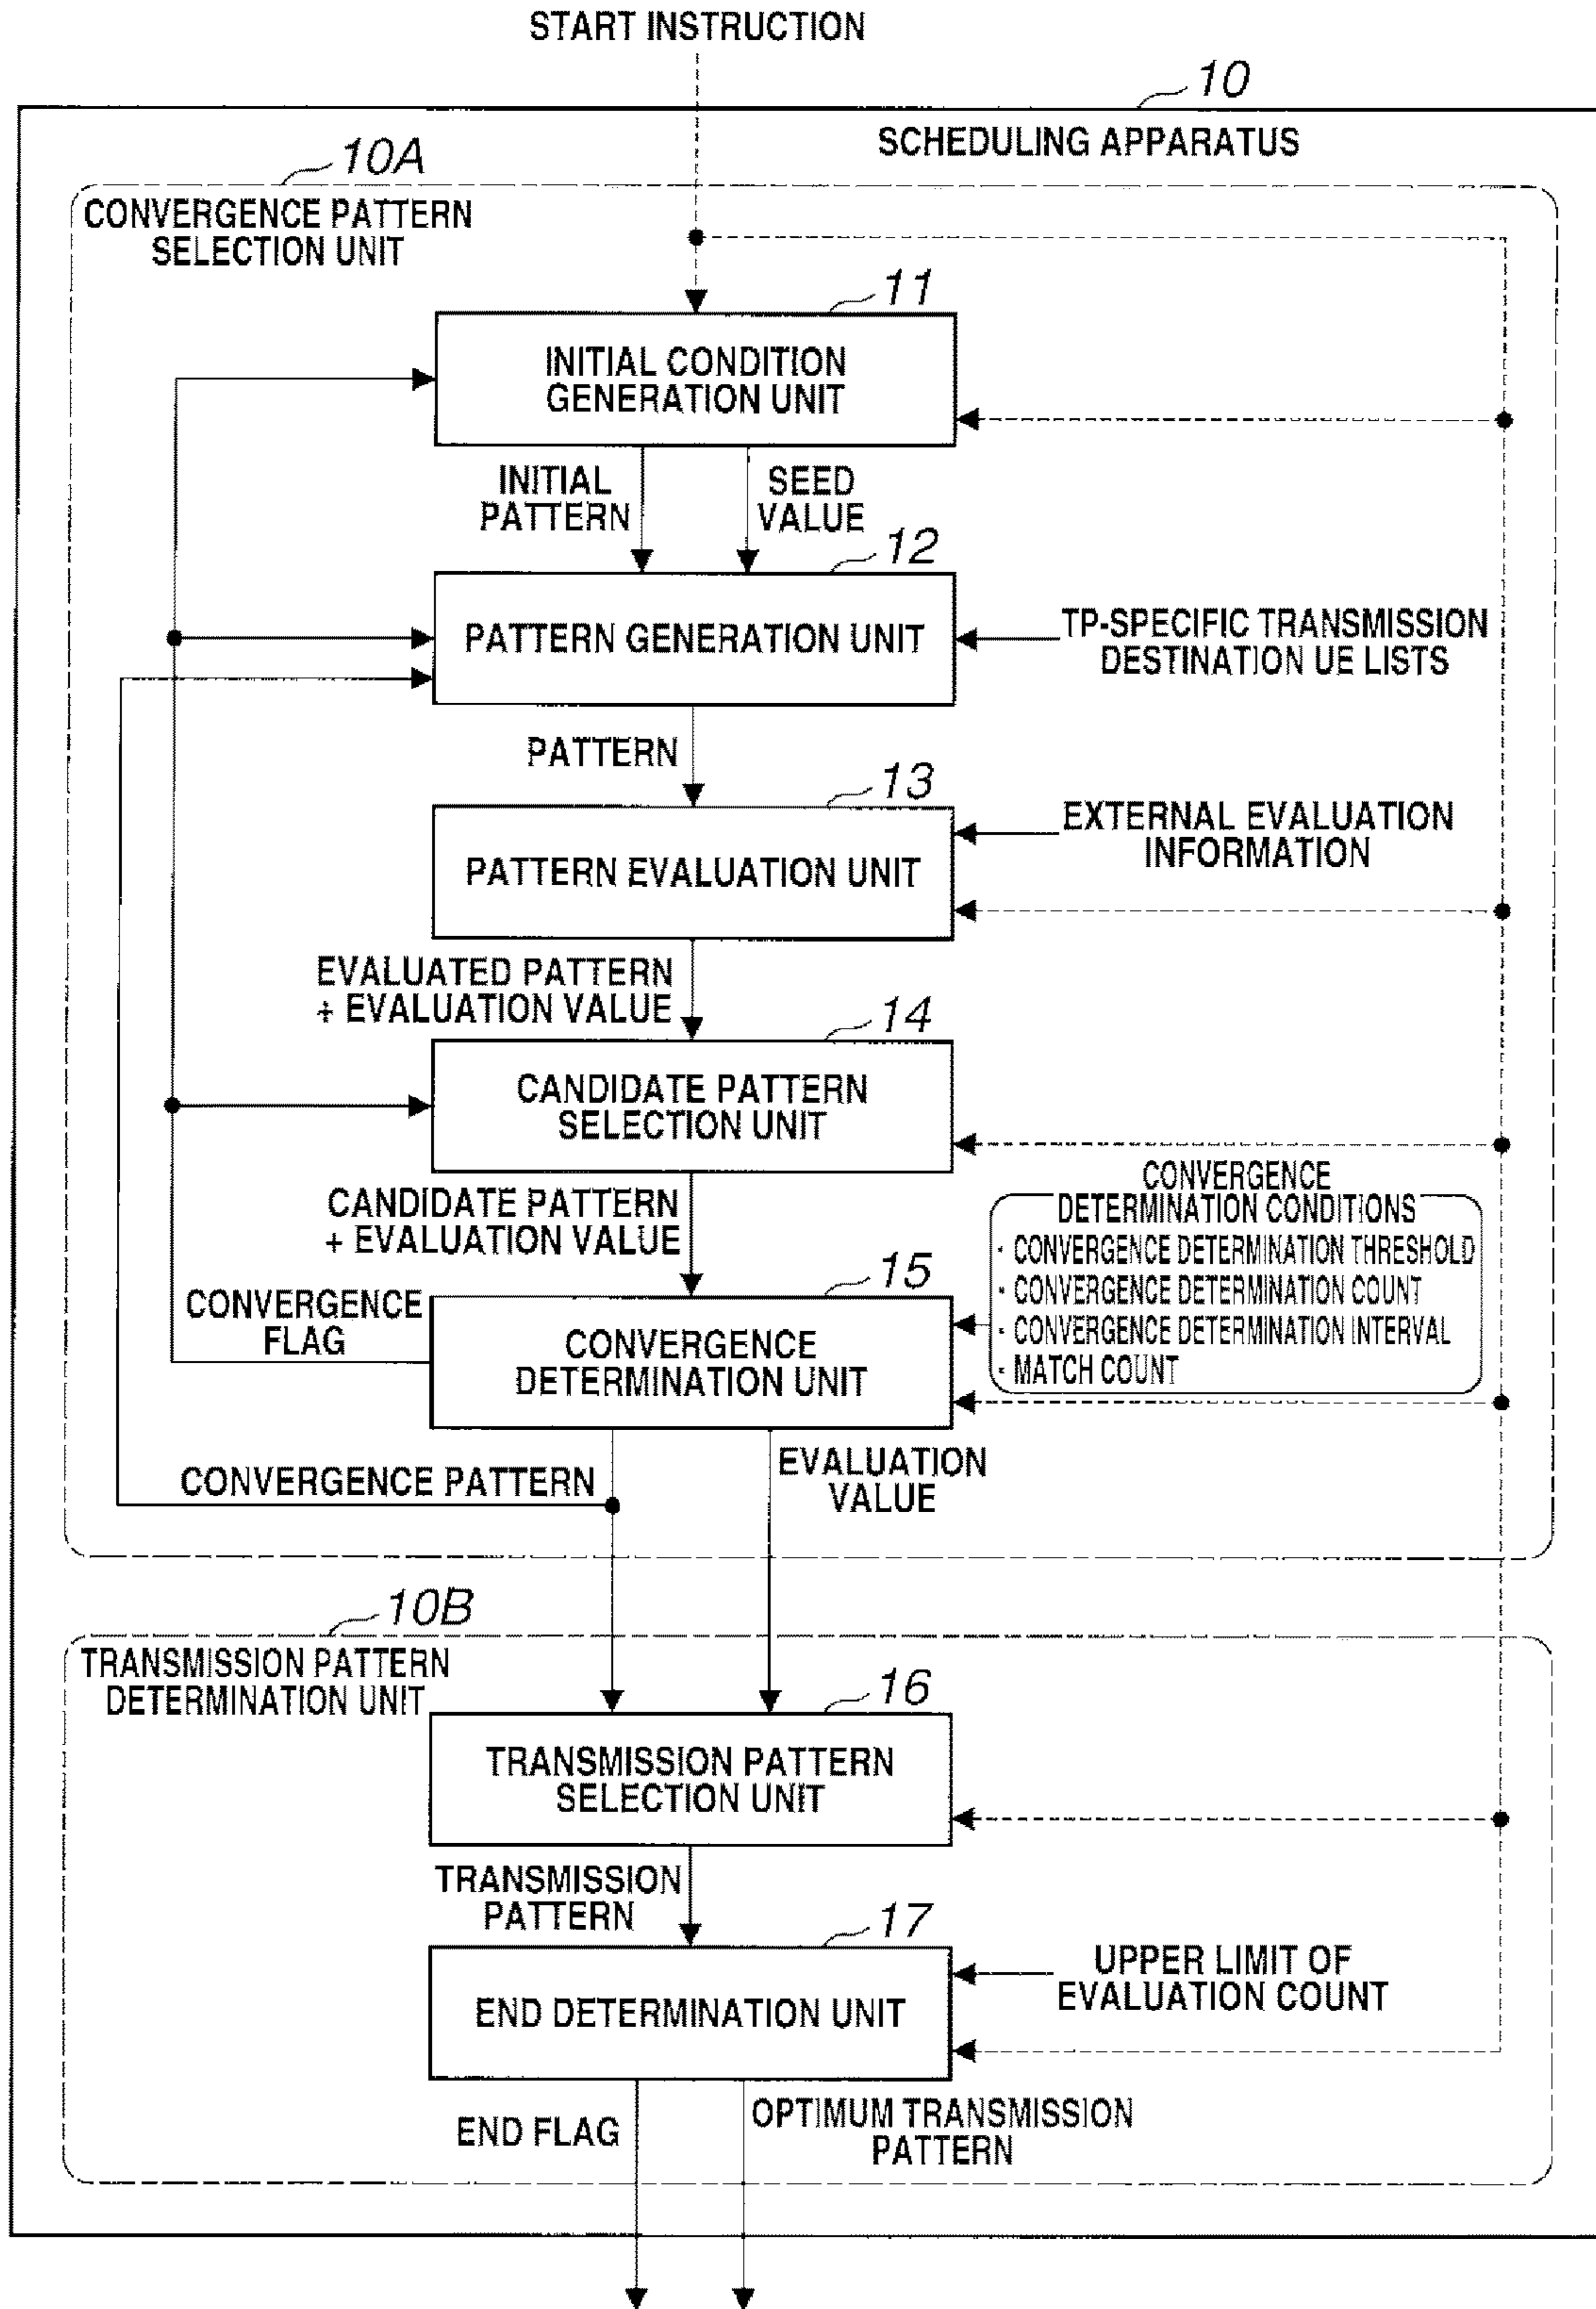 START INSTRUCTION
10
SCHEDULING APPARATUS
10A
CONVERGENCE PATTERN
SELECTION UNIT
11
INITIAL CONDITION
GENERATION UNIT
INITIAL
PATTERN
SEED
VALUE
12
PATTERN GENERATION UNIT
TP-SPECIFIC TRANSMISSION
DESTINATION UE LISTS
PATTERN
13
PATTERN EVALUATION UNIT
EXTERNAL EVALUATION
INFORMATION
EVALUATED PATTERN
+ EVALUATION VALUE
14
CANDIDATE PATTERN
SELECTION UNIT
CANDIDATE PATTERN
+ EVALUATION VALUE
CONVERGENCE
DETERMINATION CONDITIONS
- CONVERGENCE DETERMINATION THRESHOLD
- CONVERGENCE DETERMINATION COUNT
- CONVERGENCE DETERMINATION INTERVAL
- MATCH COUNT
15
CONVERGENCE
FLAG
CONVERGENCE
DETERMINATION UNIT
CONVERGENCE PATTERN
EVALUATION
VALUE
10B
TRANSMISSION PATTERN
DETERMINATION UNIT
16
TRANSMISSION PATTERN
SELECTION UNIT
TRANSMISSION
PATTERN
17
END DETERMINATION UNIT
UPPER LIMIT OF
EVALUATION COUNT
END FLAG
OPTIMUM TRANSMISSION
PATTERN